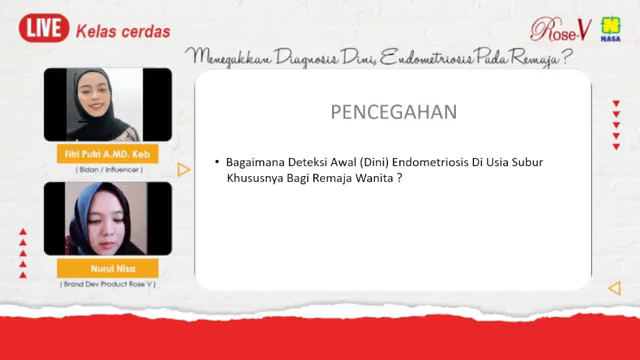 LIVE Kelas cerdas
Rose-V
NASA
Menegakkan Diagnosis Dini, Endometriosis Pada Remaja ?
Fitri Putri A.MD. Keb
( Bidan / Influencer )
Nurul Nisa
( Brand Dev Product Rose V )
PENCEGAHAN
• Bagaimana Deteksi Awal (Dini) Endometriosis Di Usia Subur
Khususnya Bagi Remaja Wanita ?